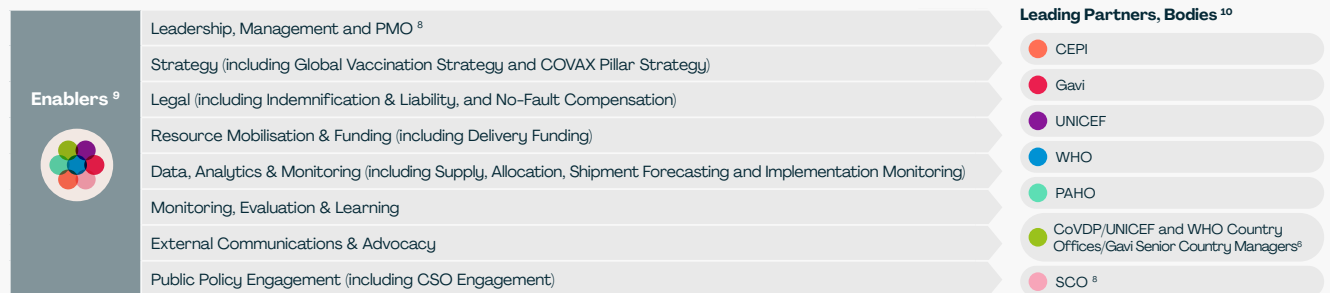 Enablers ⁹
Leadership, Management and PMO ⁸
Strategy (including Global Vaccination Strategy and COVAX Pillar Strategy)
Legal (including Indemnification & Liability, and No-Fault Compensation)
Resource Mobilisation & Funding (including Delivery Funding)
Data, Analytics & Monitoring (including Supply, Allocation, Shipment Forecasting and Implementation Monitoring)
Monitoring, Evaluation & Learning
External Communications & Advocacy
Public Policy Engagement (including CSO Engagement)
Leading Partners, Bodies ¹⁰
CEPI
Gavi
UNICEF
WHO
PAHO
CoVDP/UNICEF and WHO Country
Offices/Gavi Senior Country Managers⁶
SCO ⁸